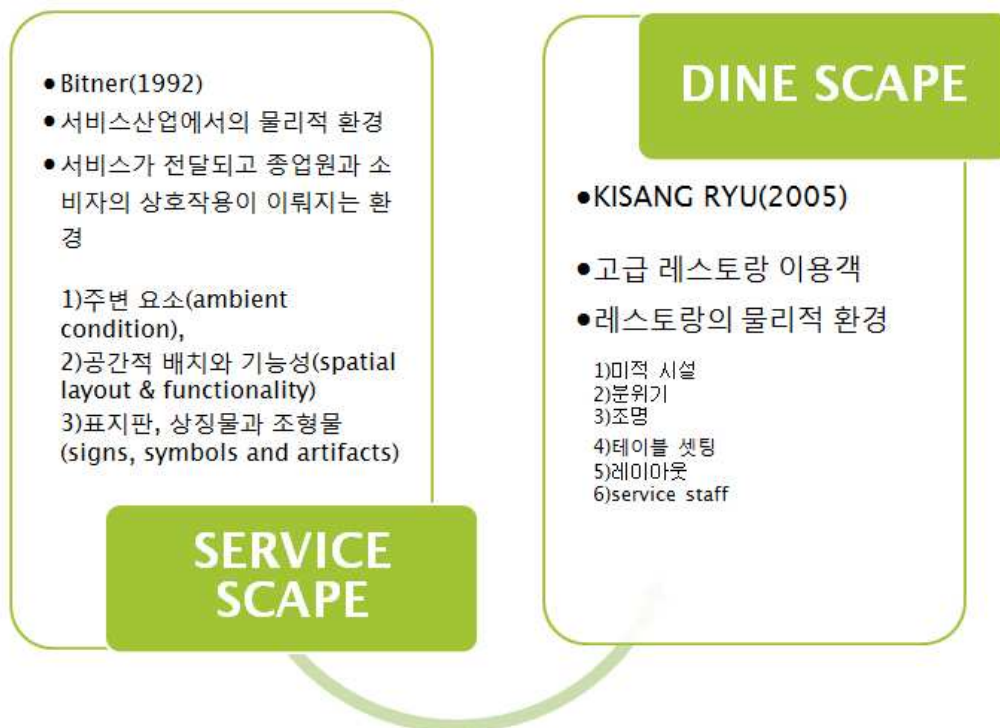 ●Bitner(1992)
●서비스산업에서의 물리적 환경
●서비스가 전달되고 종업원과 소
비자의 상호작용이 이뤄지는 환
경
1)주변 요소(ambient
condition),
2)공간적 배치와 기능성(spatial
layout & functionality)
3)표지판, 상징물과 조형물
(signs, symbols and artifacts)
SERVICE
SCAPE
DINE SCAPE
●KISANG RYU(2005)
●고급 레스토랑 이용객
●레스토랑의 물리적 환경
1)미적 시설
2)분위기
3)조명
4)테이블 셋팅
5)레이아웃
6)service staff